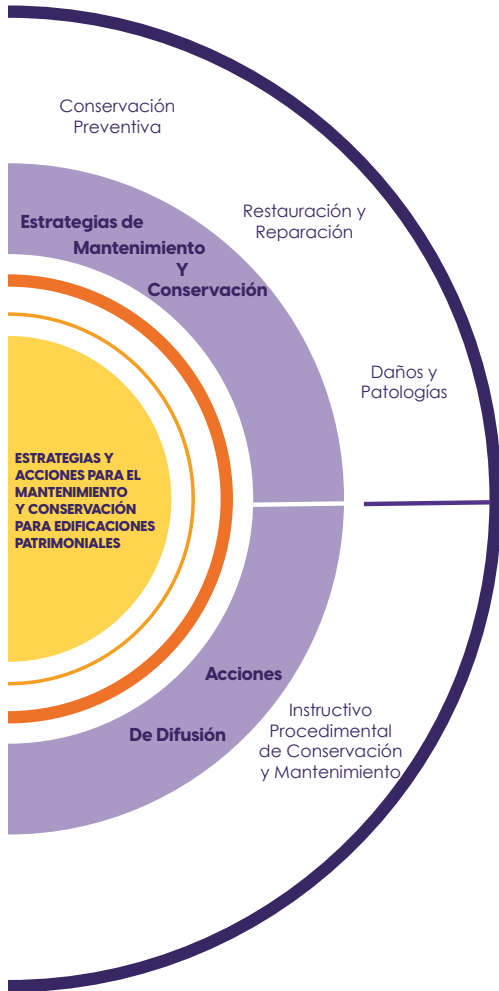 Conservación
Preventiva
Estrategias de
Mantenimiento
Y
Conservación
Restauración y
Reparación
Daños y
Patologías
ESTRATEGIAS Y
ACCIONES PARA EL
MANTENIMIENTO
Y CONSERVACIÓN
PARA EDIFICACIONES
PATRIMONIALES
Acciones
De Difusión
Instructivo
Procedimental
de Conservación
y Mantenimiento